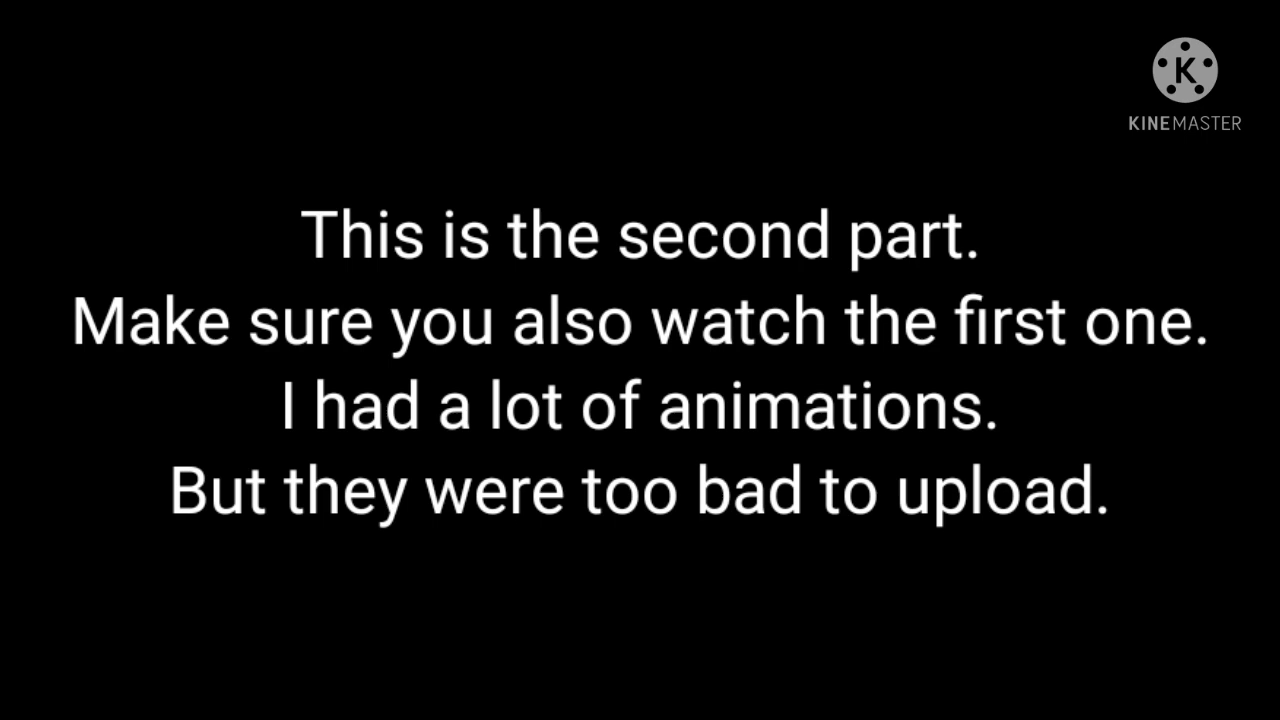 K
KINEMASTER
This is the second part.
Make sure you also watch the first one.
I had a lot of animations.
But they were too bad to upload.